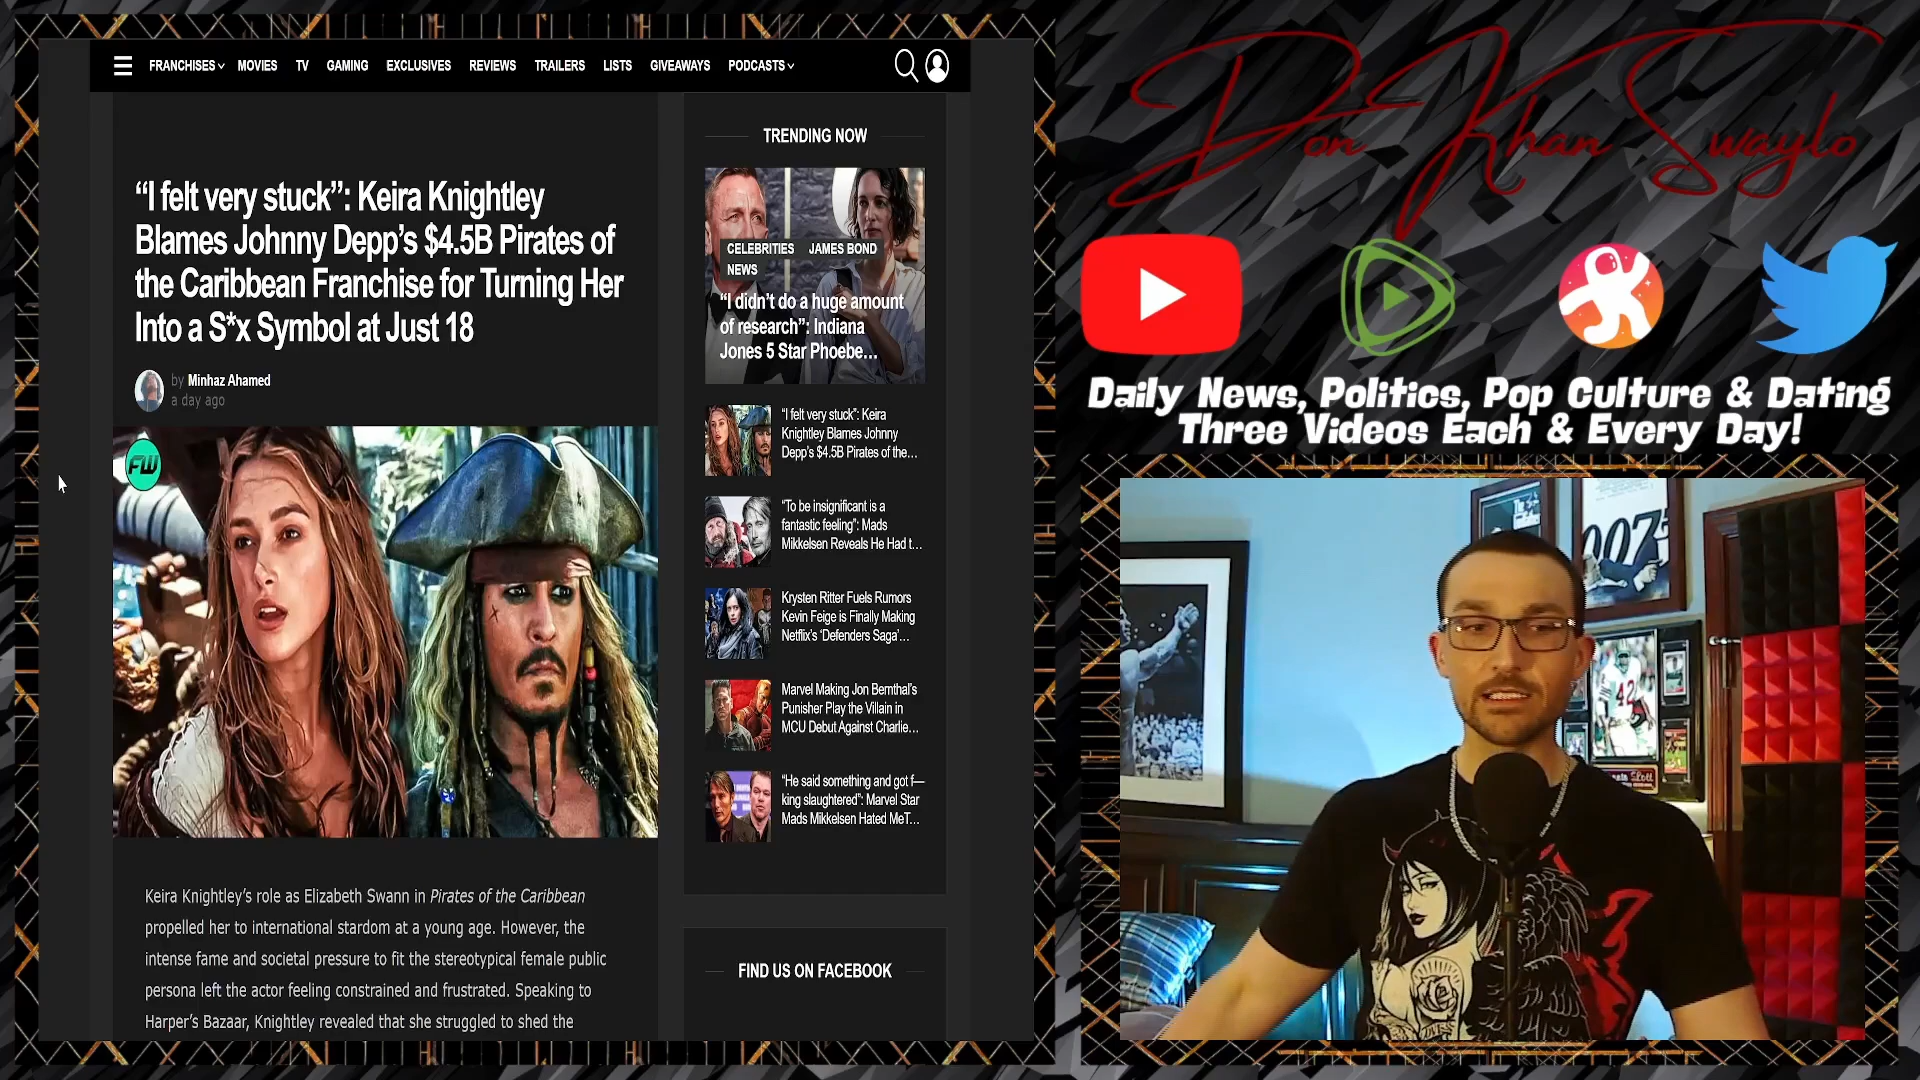 FRANCHISES MOVIES TV GAMING EXCLUSIVES REVIEWS TRAILERS LISTS GIVEAWAYS PODCASTS
“I felt very stuck”: Keira Knightley
Blames Johnny Depp’s $4.5B Pirates of
the Caribbean Franchise for Turning Her
Into a S*x Symbol at Just 18
by Minhaz Ahamed
a day ago
FW
Keira Knightley’s role as Elizabeth Swann in Pirates of the Caribbean
propelled her to international stardom at a young age. However, the
intense fame and societal pressure to fit the stereotypical female public
persona left the actor feeling constrained and frustrated. Speaking to
Harper’s Bazaar, Knightley revealed that she struggled to shed the
TRENDING NOW
CELEBRITIES JAMES BOND
NEWS
“I didn’t do a huge amount
of research”: Indiana
Jones 5 Star Phoebe…
“I felt very stuck”: Keira
Knightley Blames Johnny
Depp’s $4.5B Pirates of the…
“To be insignificant is a
fantastic feeling”: Mads
Mikkelsen Reveals He Had t…
Krysten Ritter Fuels Rumors
Kevin Feige is Finally Making
Netflix’s ‘Defenders Saga’…
Marvel Making Jon Bernthal’s
Punisher Play the Villain in
MCU Debut Against Charlie…
“He said something and got f—
king slaughtered”: Marvel Star
Mads Mikkelsen Hated MeT…
FIND US ON FACEBOOK
Don Khan Swaylo
Daily News, Politics, Pop Culture & Dating
Three Videos Each & Every Day!
007
42